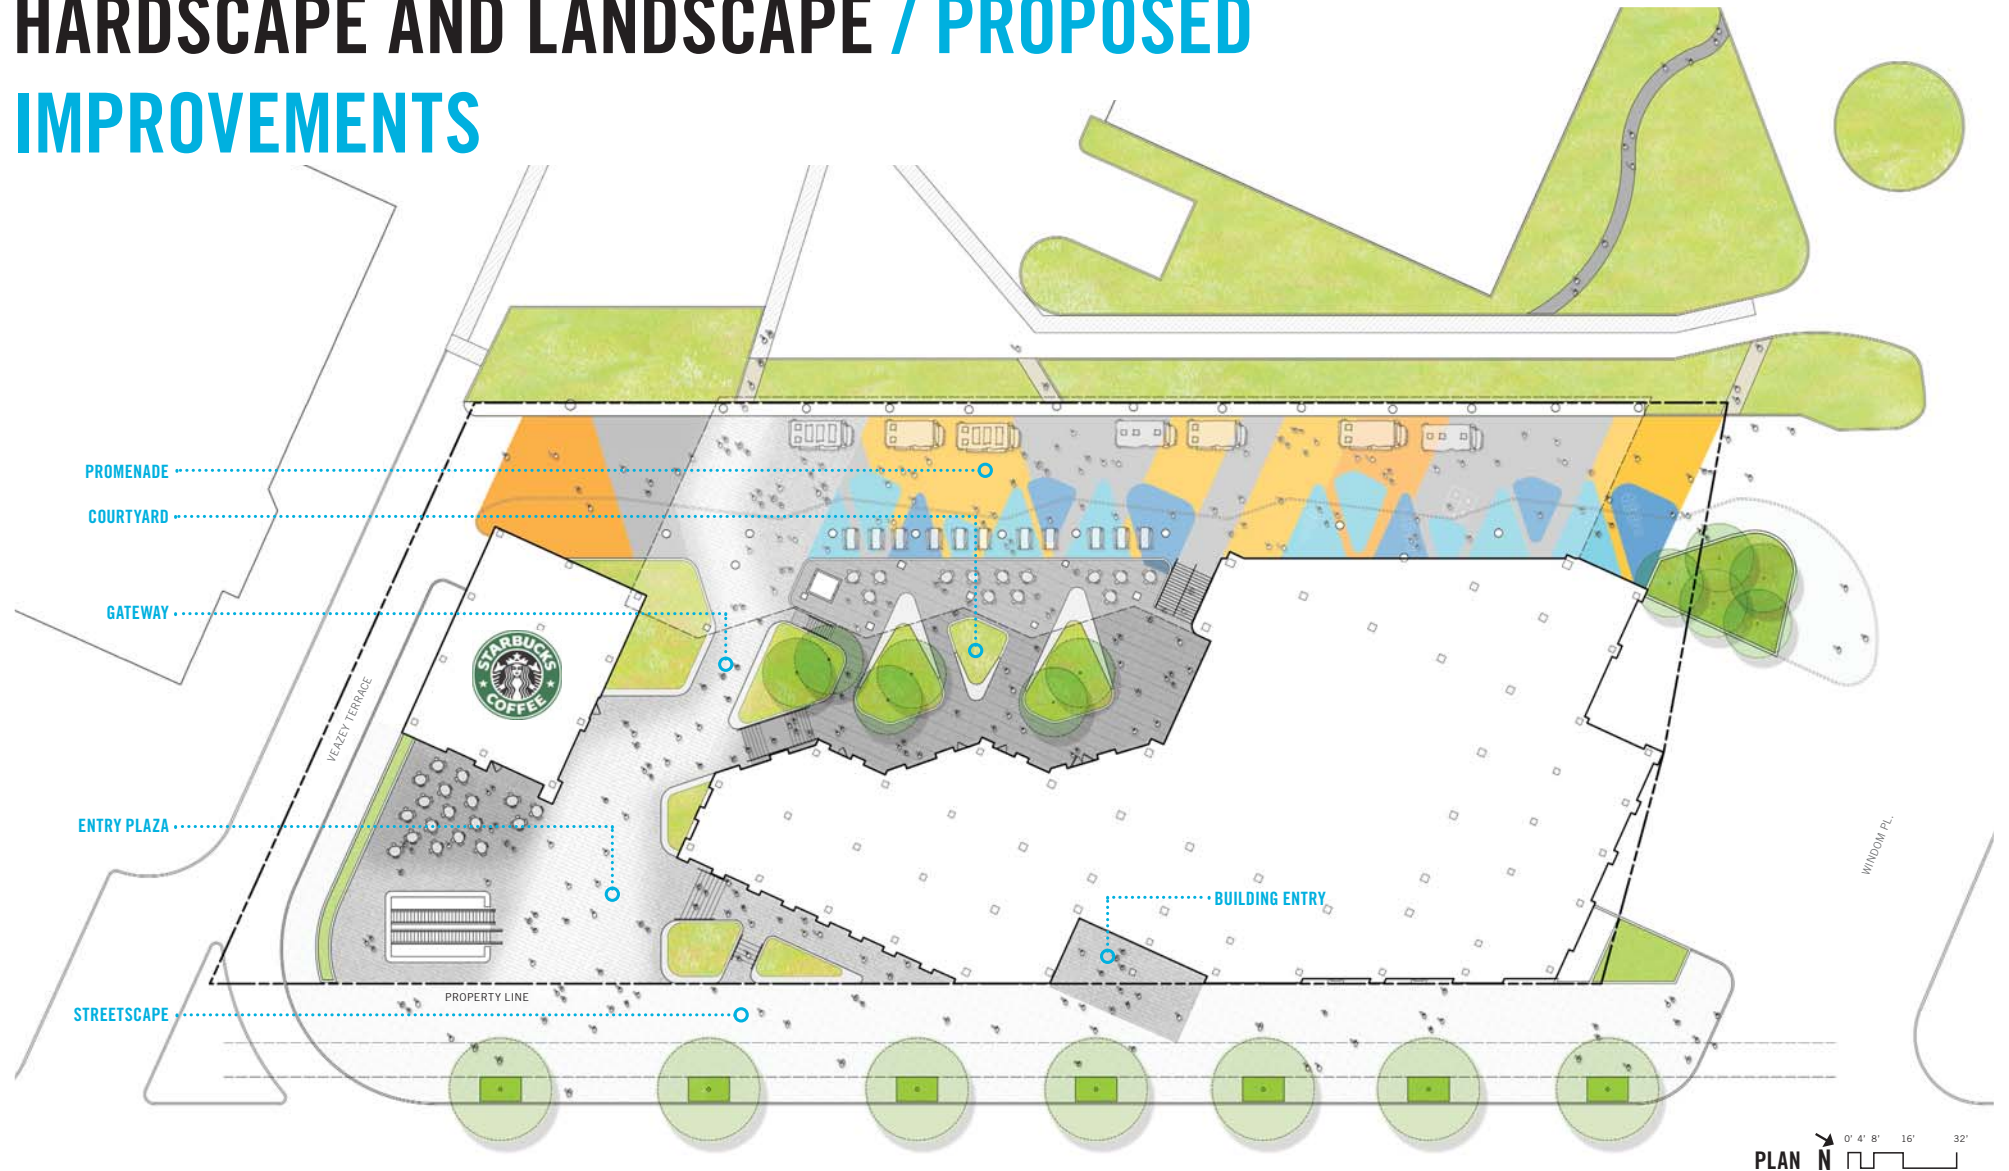 HARDSCAPE AND LANDSCAPE / PROPOSED
IMPROVEMENTS
PROMENADE
COURTYARD
GATEWAY
STARBUCKS
COFFEE
VEAZEY TERRACE
ENTRY PLAZA
WINDOM PL.
BUILDING ENTRY
PROPERTY LINE
STREETSCAPE
0' 4' 8' 16' 32'
PLAN N